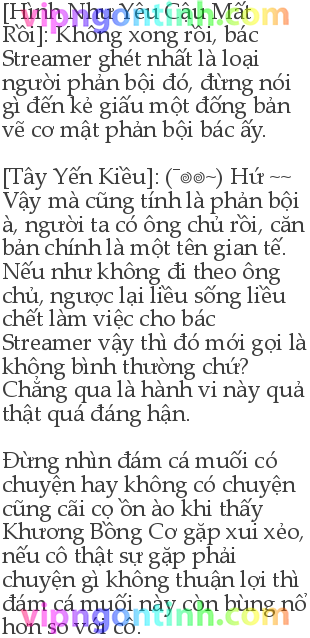 vipngontinh.com
[Hình Như Yêu Cậu Mất
Rồi]: Không xong rồi, bác
Streamer ghét nhất là loại
người phản bội đó, đừng nói
gì đến kẻ giấu một đống bản
vẽ cơ mật phản bội bác ấy.
[Tây Yến Kiều]: (¯๑๑~) Hứ ~~
Vậy mà cũng tính là phản bội
à, người ta có ông chủ rồi, căn
bản chính là một tên gian tế.
Nếu như không đi theo ông
chủ, ngược lại liều sống liều
chết làm việc cho bác
Streamer vậy thì đó mới gọi là
không bình thường chứ?
Chẳng qua là hành vi này quả
thật quá đáng hận.
Đừng nhìn đám cá muối có
chuyện hay không có chuyện
cũng cãi cọ ồn ào khi thấy
Khương Bồng Cơ gặp xui xẻo,
nếu cô thật sự gặp phải
chuyện gì không thuận lợi thì
đám cá muối này còn bùng nổ
hơn so với cô.
vipngontinh.com